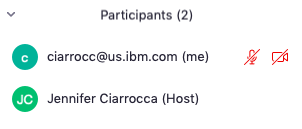 Participants (2)
c ciarrocc@us.ibm.com (me)
JC Jennifer Ciarrocca (Host)